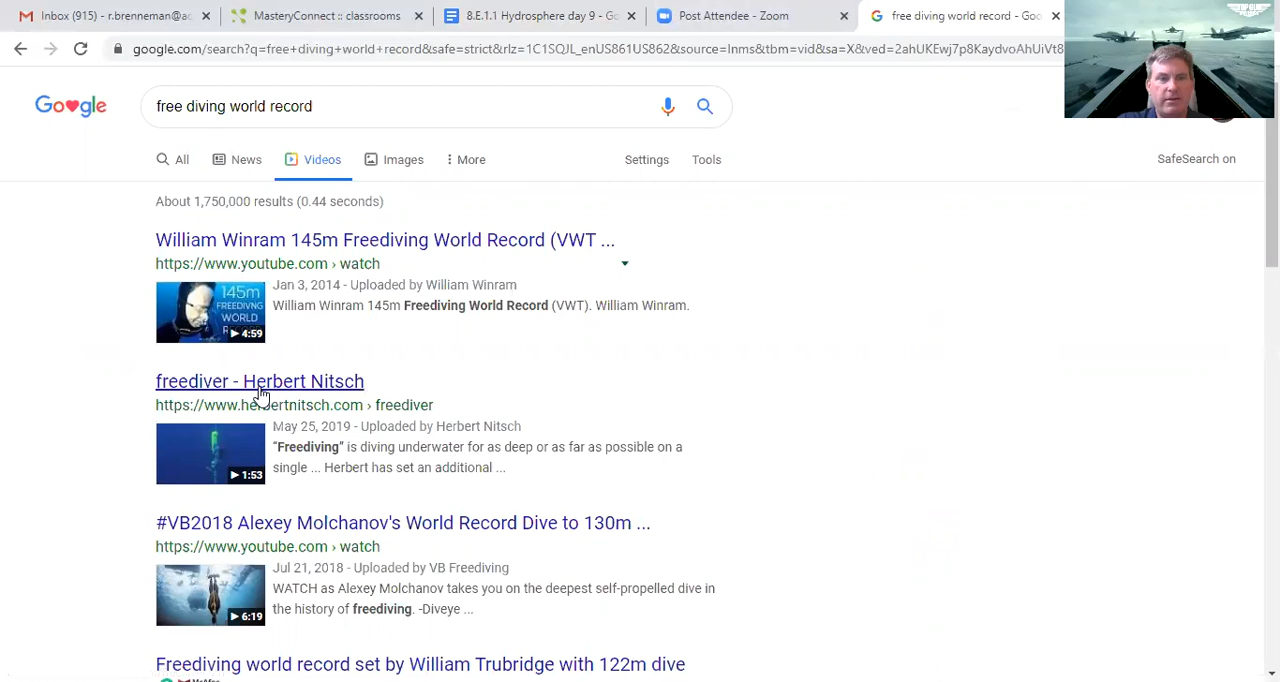 Inbox (915) - r.brenneman@ac
MasteryConnect :: classrooms
8.E.1.1 Hydrosphere day 9 - Go
Post Attendee - Zoom
free diving world record - Goo
google.com/search?q=free+diving+world+record&safe=strict&rlz=1C1SQJL_enUS861US862&source=lnms&tbm=vid&sa=X&ved=2ahUKEwj7p8KaydvoAhUiVt8
Google
free diving world record
All
News
Videos
Images
More
Settings
Tools
SafeSearch on
About 1,750,000 results (0.44 seconds)
William Winram 145m Freediving World Record (VWT ...
https://www.youtube.com › watch
Jan 3, 2014 - Uploaded by William Winram
William Winram 145m Freediving World Record (VWT). William Winram.
145m
FREEDIVING
WORLD
4:59
freediver - Herbert Nitsch
https://www.herbertnitsch.com › freediver
May 25, 2019 - Uploaded by Herbert Nitsch
“Freediving” is diving underwater for as deep or as far as possible on a
single ... Herbert has set an additional ...
1:53
#VB2018 Alexey Molchanov's World Record Dive to 130m ...
https://www.youtube.com › watch
Jul 21, 2018 - Uploaded by VB Freediving
WATCH as Alexey Molchanov takes you on the deepest self-propelled dive in
the history of freediving. -Diveye ...
6:19
Freediving world record set by William Trubridge with 122m dive